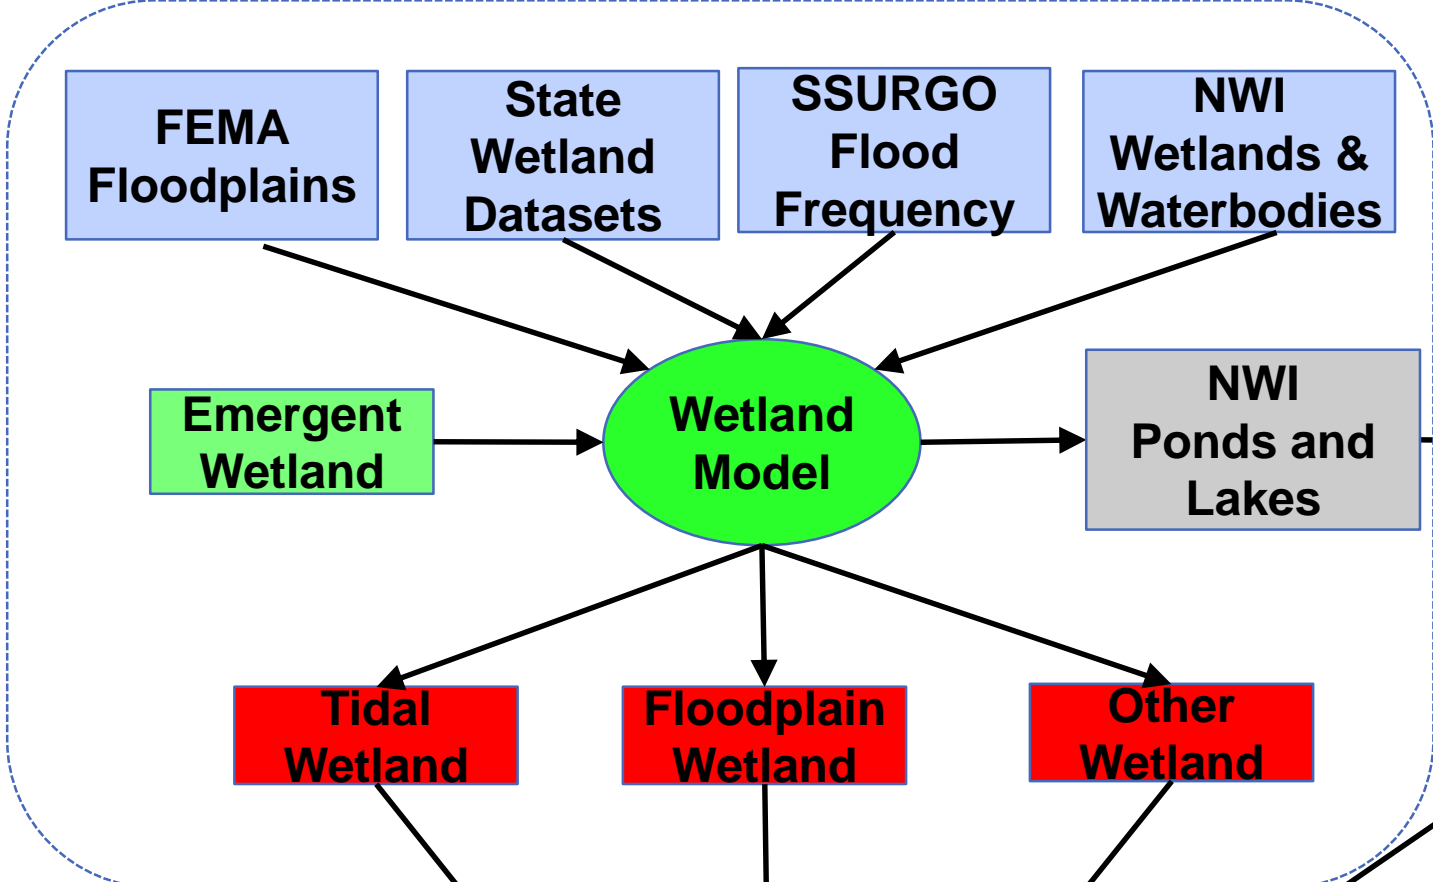 FEMA
Floodplains
State
Wetland
Datasets
SSURGO
Flood
Frequency
NWI
Wetlands &
Waterbodies
Emergent
Wetland
Wetland
Model
NWI
Ponds and
Lakes
Tidal
Wetland
Floodplain
Wetland
Other
Wetland